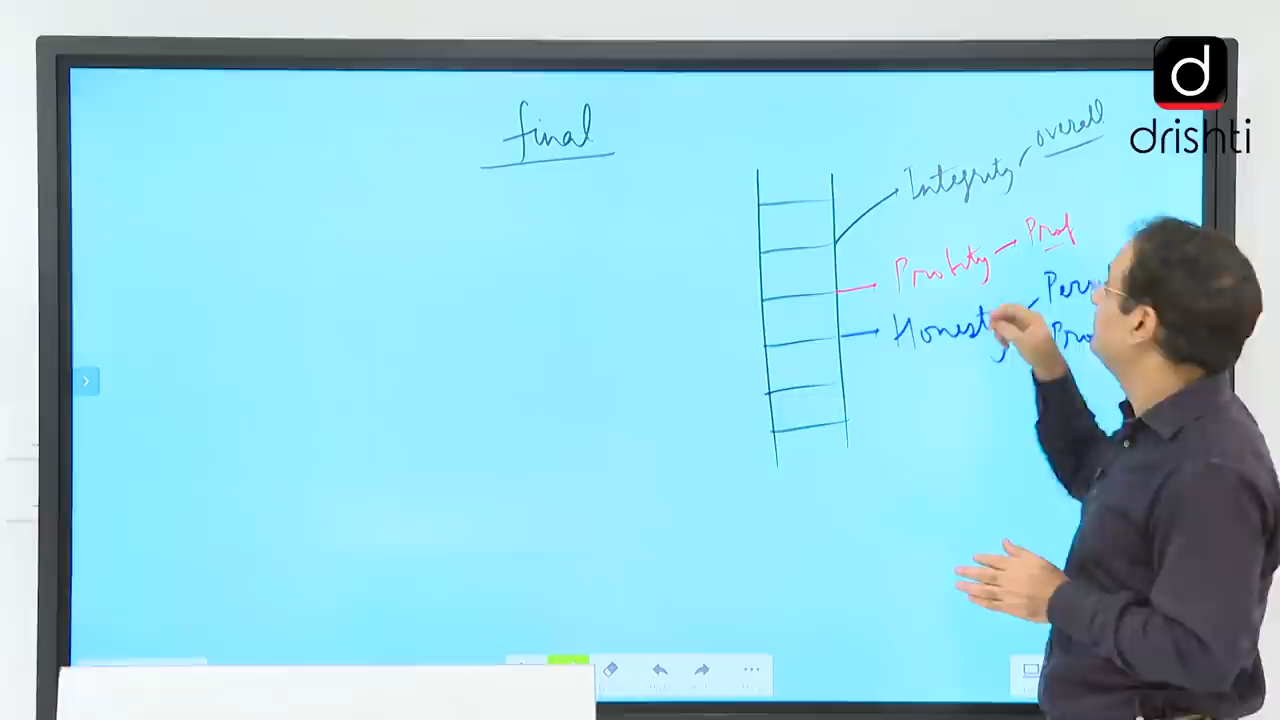 drishti
final
Integrity overall
Probity Prof
Honesty